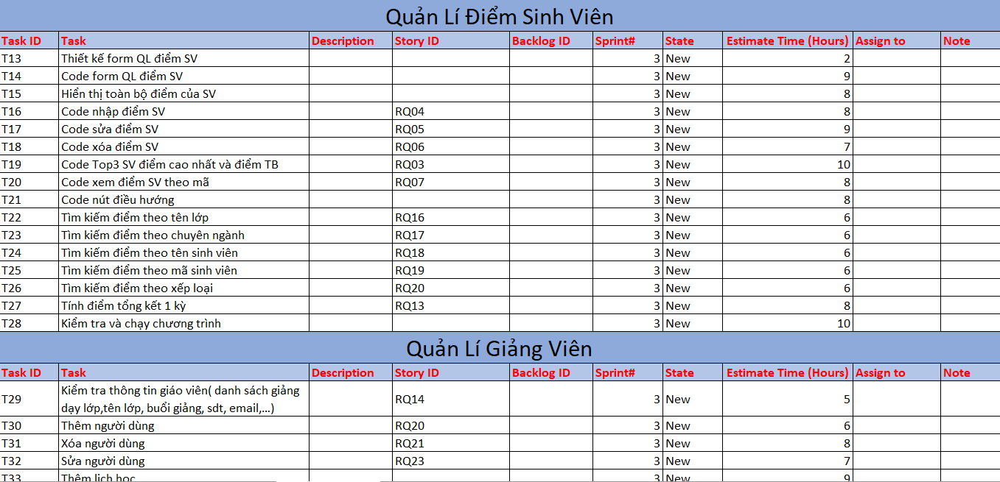 Quản Lí Điểm Sinh Viên
Task ID Task Description Story ID Backlog ID Sprint# State Estimate Time (Hours) Assign to Note
T13 Thiết kế form QL điểm SV 3 New 2
T14 Code form QL điểm SV 3 New 9
T15 Hiển thị toàn bộ điểm của SV 3 New 8
T16 Code nhập điểm SV RQ04 3 New 8
T17 Code sửa điểm SV RQ05 3 New 9
T18 Code xóa điểm SV RQ06 3 New 7
T19 Code Top3 SV điểm cao nhất và điểm TB RQ03 3 New 10
T20 Code xem điểm SV theo mã RQ07 3 New 8
T21 Code nút điều hướng 3 New 8
T22 Tìm kiếm điểm theo tên lớp RQ16 3 New 6
T23 Tìm kiếm điểm theo chuyên ngành RQ17 3 New 6
T24 Tìm kiếm điểm theo tên sinh viên RQ18 3 New 6
T25 Tìm kiếm điểm theo mã sinh viên RQ19 3 New 6
T26 Tìm kiếm điểm theo xếp loại RQ20 3 New 6
T27 Tính điểm tổng kết 1 kỳ RQ13 3 New 8
T28 Kiểm tra và chạy chương trình 3 New 10
Quản Lí Giảng Viên
Task ID Task Description Story ID Backlog ID Sprint# State Estimate Time (Hours) Assign to Note
T29 Kiểm tra thông tin giáo viên( danh sách giảng
dạy lớp,tên lớp, buổi giảng, sdt, email,...) RQ14 3 New 5
T30 Thêm người dùng RQ20 3 New 6
T31 Xóa người dùng RQ21 3 New 8
T32 Sửa người dùng RQ23 3 New 7
T33 Thêm lịch học 3 New 9